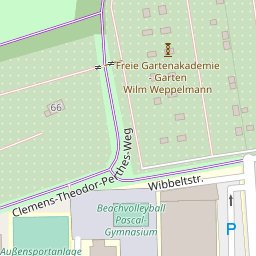 Freie Gartenakademie
- Garten
Wilm Weppelmann
66
Clemens-Theodor-Perthes-Weg
Wibbeltstr.
Beachvolleyball
Pascal-
Gymnasium
P
Außensportanlage